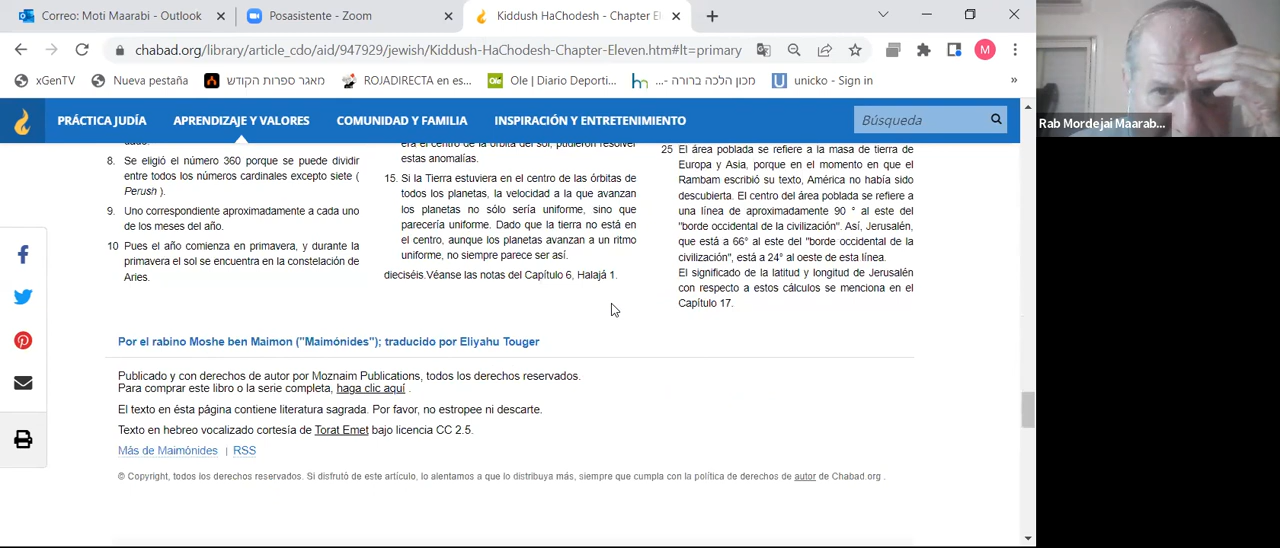 Correo: Moti Maarabi - Outlook
Posasistente - Zoom
Kiddush HaChodesh - Chapter El
chabad.org/library/article_cdo/aid/947929/jewish/Kiddush-HaChodesh-Chapter-Eleven.htm#lt=primary
M
xGenTV
Nueva pestaña
מאגר ספרות הקודש
ROJADIRECTA en es...
Ole | Diario Deporti...
מכון הלכה ברורה -...
unicko - Sign in
»
PRÁCTICA JUDÍA
APRENDIZAJE Y VALORES
COMUNIDAD Y FAMILIA
INSPIRACIÓN Y ENTRETENIMIENTO
Búsqueda
Rab Mordejai Maarab...
8. Se eligió el número 360 porque se puede dividir
entre todos los números cardinales excepto siete (
Perush ).
9. Uno correspondiente aproximadamente a cada uno
de los meses del año.
10 Pues el año comienza en primavera, y durante la
primavera el sol se encuentra en la constelación de
Aries.
era el centro de la órbita del sol, pudieron resolver
estas anomalías.
15. Si la Tierra estuviera en el centro de las órbitas de
todos los planetas, la velocidad a la que avanzan
los planetas no sólo sería uniforme, sino que
parecería uniforme. Dado que la tierra no está en
el centro, aunque los planetas avanzan a un ritmo
uniforme, no siempre parece ser así.
dieciséis.Véanse las notas del Capítulo 6, Halajá 1.
25 El área poblada se refiere a la masa de tierra de
Europa y Asia, porque en el momento en que el
Rambam escribió su texto, América no había sido
descubierta. El centro del área poblada se refiere a
una línea de aproximadamente 90 ° al este del
"borde occidental de la civilización". Así, Jerusalén,
que está a 66° al este del "borde occidental de la
civilización", está a 24° al oeste de esta línea.
El significado de la latitud y longitud de Jerusalén
con respecto a estos cálculos se menciona en el
Capítulo 17.
Por el rabino Moshe ben Maimon ("Maimónides"); traducido por Eliyahu Touger
Publicado y con derechos de autor por Moznaim Publications, todos los derechos reservados.
Para comprar este libro o la serie completa, haga clic aquí .
El texto en ésta página contiene literatura sagrada. Por favor, no estropee ni descarte.
Texto en hebreo vocalizado cortesía de Torat Emet bajo licencia CC 2.5.
Más de Maimónides | RSS
© Copyright, todos los derechos reservados. Si disfrutó de este artículo, lo alentamos a que lo distribuya más, siempre que cumpla con la política de derechos de autor de Chabad.org .